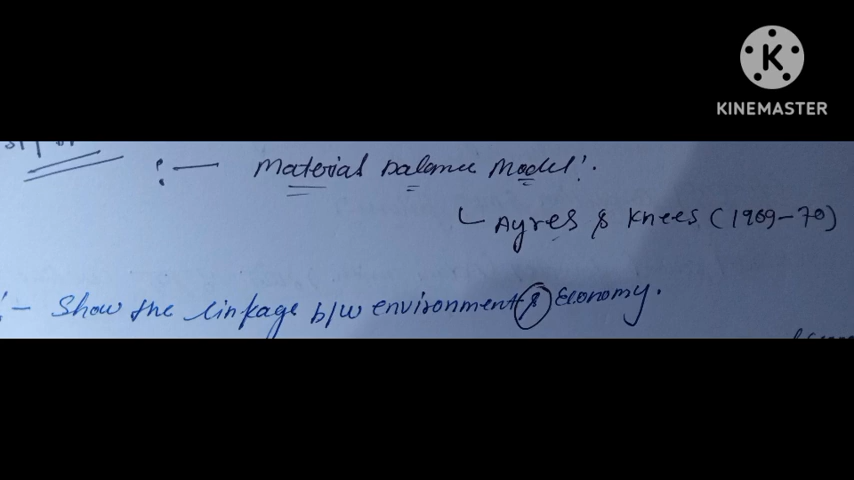 KINEMASTER
:— Material balance Model:.
Ayres & Knees (1969-70)
:- Show the linkage b/w environment & Economy.